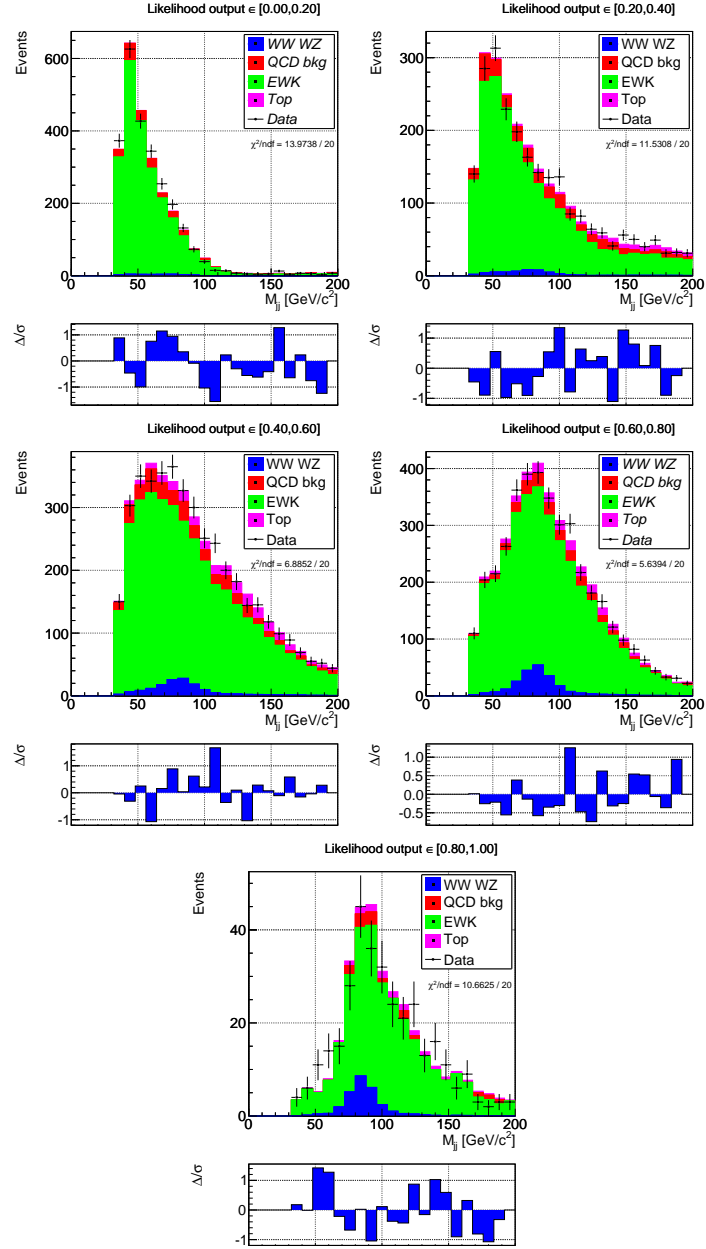 Likelihood output ∈ [0.00,0.20]
Events
600
400
200
0
WW WZ
QCD bkg
EWK
Top
Data
χ²/ndf = 13.9738 / 20
0 50 100 150 200
M_jj [GeV/c²]
Δ/σ
1
0
-1
Likelihood output ∈ [0.20,0.40]
Events
300
200
100
0
WW WZ
QCD bkg
EWK
Top
Data
χ²/ndf = 11.5308 / 20
0 50 100 150 200
M_jj [GeV/c²]
Δ/σ
1
0
-1
Likelihood output ∈ [0.40,0.60]
Events
300
200
100
0
WW WZ
QCD bkg
EWK
Top
Data
χ²/ndf = 6.8852 / 20
0 50 100 150 200
M_jj [GeV/c²]
Δ/σ
1
0
-1
Likelihood output ∈ [0.60,0.80]
Events
400
300
200
100
0
WW WZ
QCD bkg
EWK
Top
Data
χ²/ndf = 5.6394 / 20
0 50 100 150 200
M_jj [GeV/c²]
Δ/σ
1.0
0.5
0.0
-0.5
Likelihood output ∈ [0.80,1.00]
Events
40
20
0
WW WZ
QCD bkg
EWK
Top
Data
χ²/ndf = 10.6625 / 20
0 50 100 150 200
M_jj [GeV/c²]
Δ/σ
1
0
-1